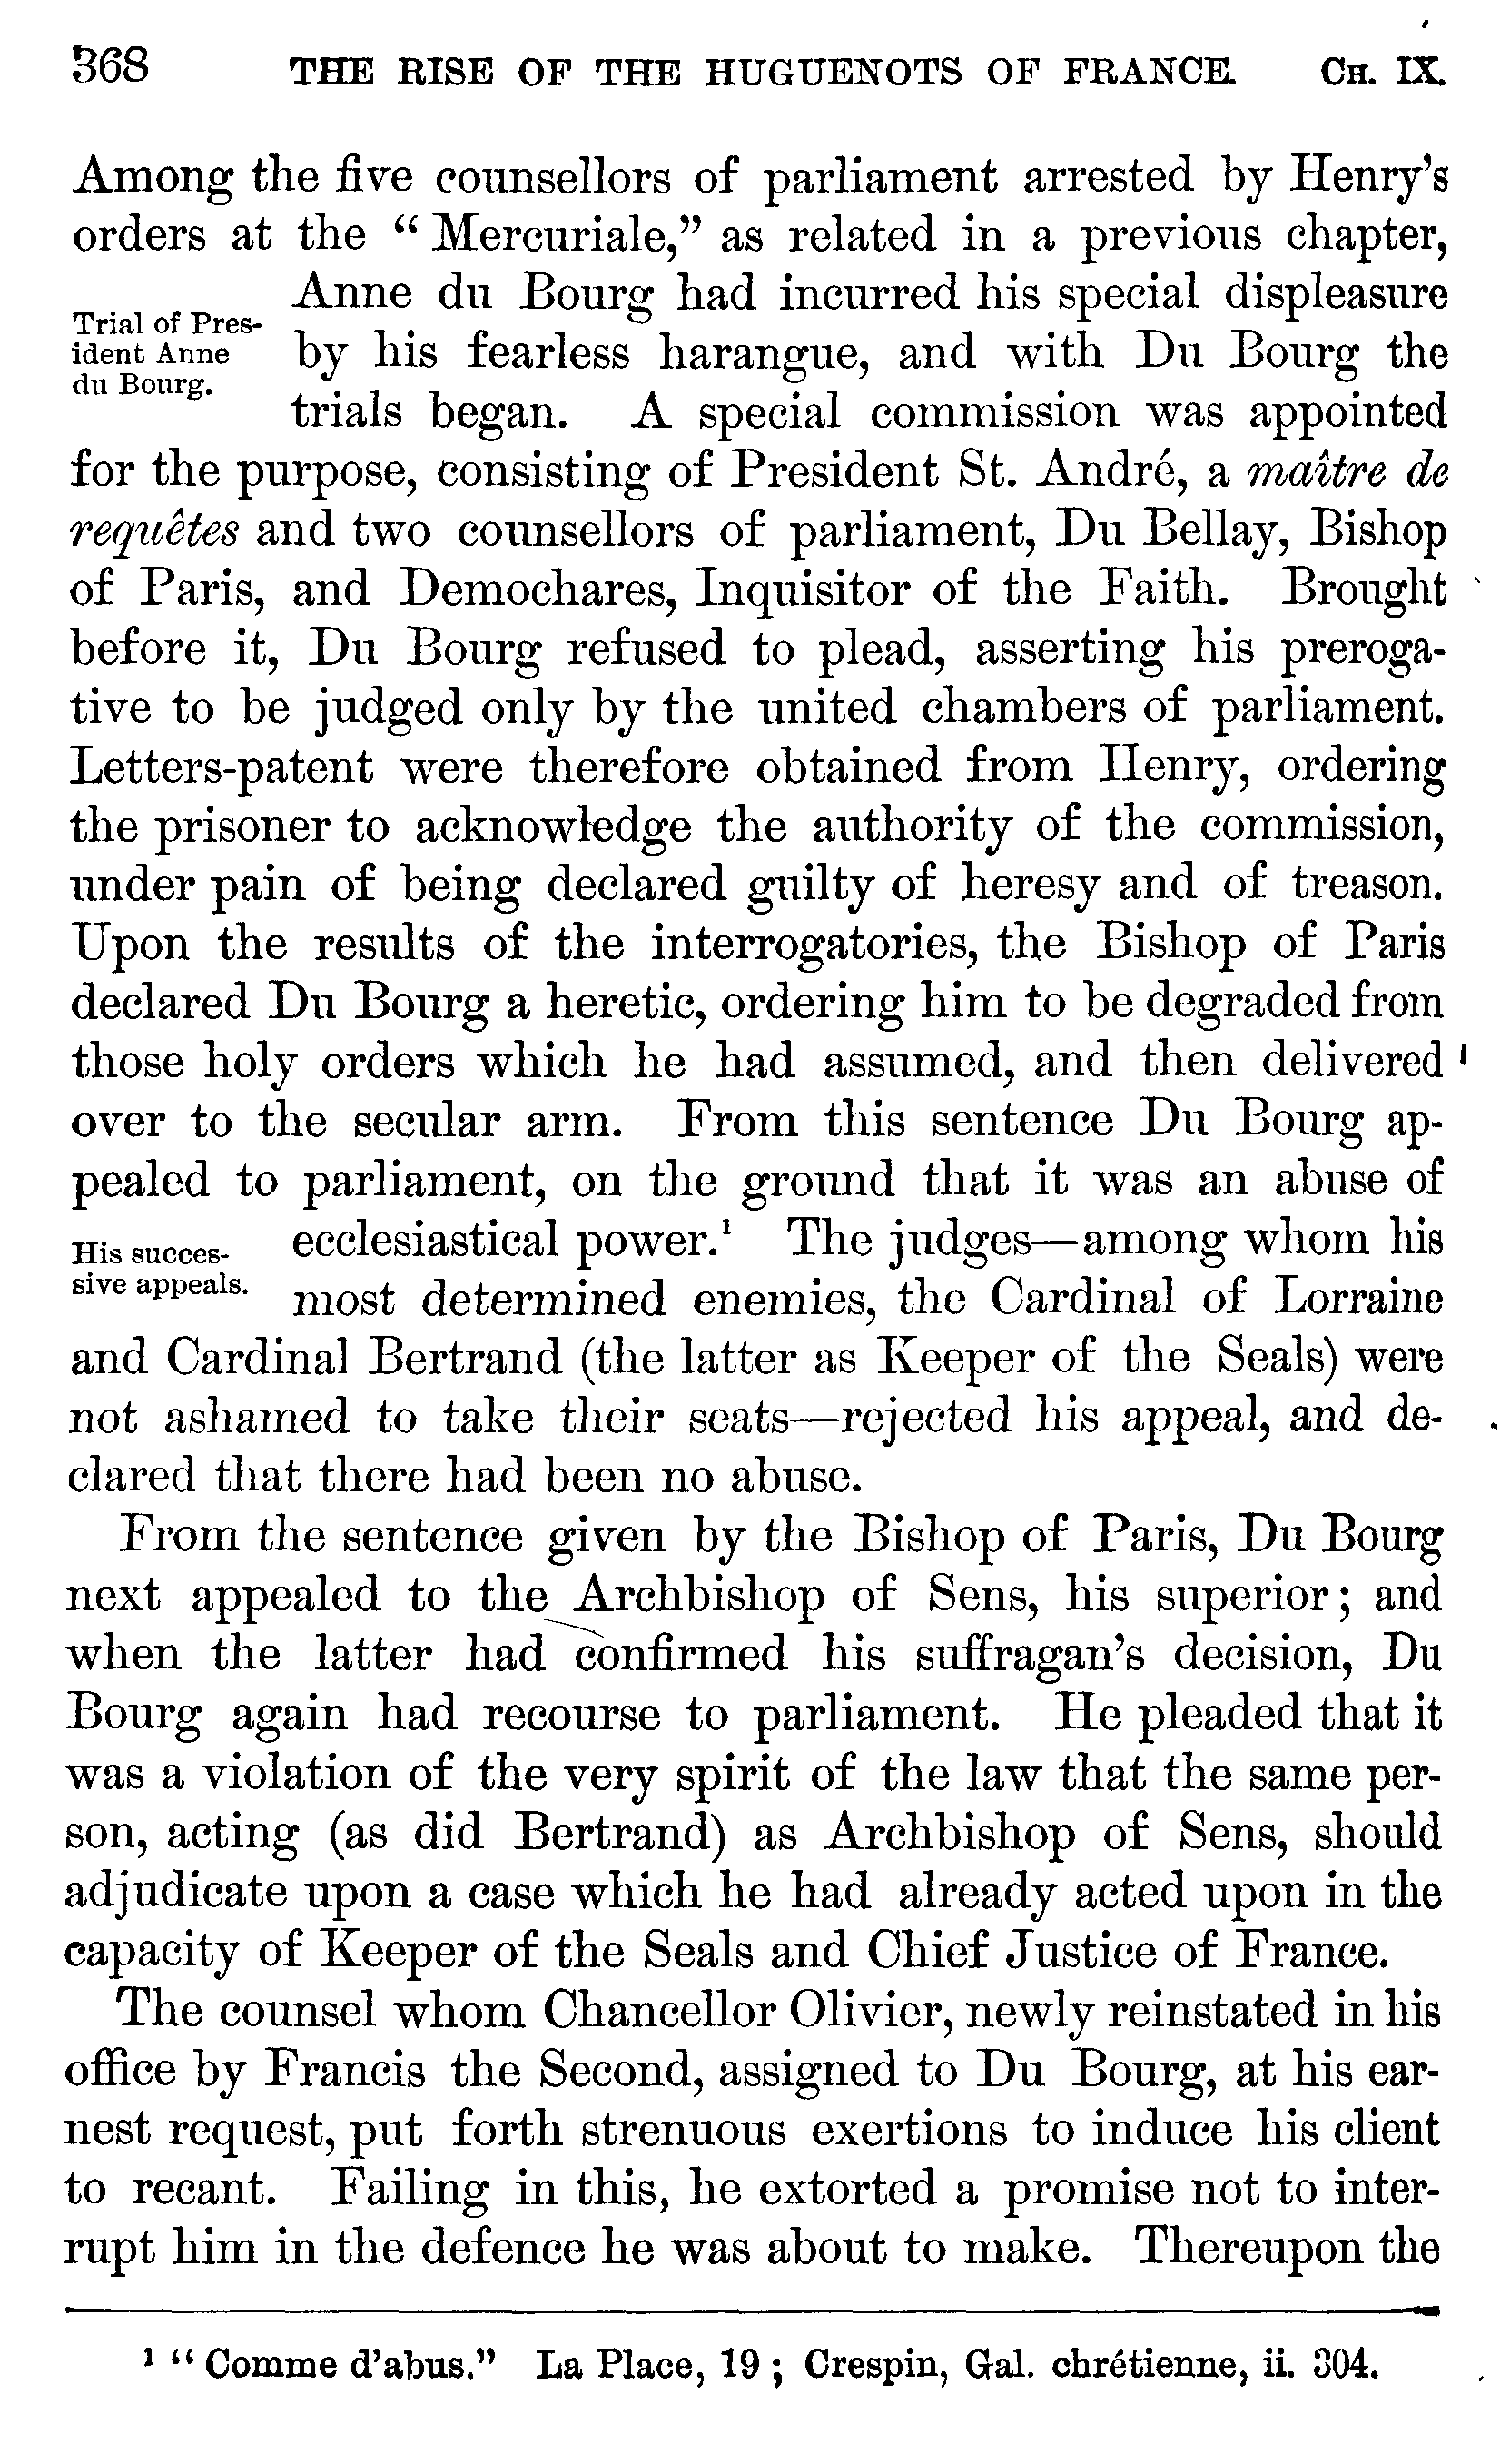 368 THE RISE OF THE HUGUENOTS OF FRANCE. CH. IX.
Among the five counsellors of parliament arrested by Henry's
orders at the “Mercuriale,” as related in a previous chapter,
Anne du Bourg had incurred his special displeasure
Trial of Pres-
ident Anne
du Bourg.
by his fearless harangue, and with Du Bourg the
trials began. A special commission was appointed
for the purpose, consisting of President St. André, a maître de
requêtes and two counsellors of parliament, Du Bellay, Bishop
of Paris, and Demochares, Inquisitor of the Faith. Brought
before it, Du Bourg refused to plead, asserting his preroga-
tive to be judged only by the united chambers of parliament.
Letters-patent were therefore obtained from Henry, ordering
the prisoner to acknowledge the authority of the commission,
under pain of being declared guilty of heresy and of treason.
Upon the results of the interrogatories, the Bishop of Paris
declared Du Bourg a heretic, ordering him to be degraded from
those holy orders which he had assumed, and then delivered
over to the secular arm. From this sentence Du Bourg ap-
pealed to parliament, on the ground that it was an abuse of
His succes-
sive appeals.
ecclesiastical power.¹ The judges—among whom his
most determined enemies, the Cardinal of Lorraine
and Cardinal Bertrand (the latter as Keeper of the Seals) were
not ashamed to take their seats—rejected his appeal, and de-
clared that there had been no abuse.
From the sentence given by the Bishop of Paris, Du Bourg
next appealed to the Archbishop of Sens, his superior; and
when the latter had confirmed his suffragan's decision, Du
Bourg again had recourse to parliament. He pleaded that it
was a violation of the very spirit of the law that the same per-
son, acting (as did Bertrand) as Archbishop of Sens, should
adjudicate upon a case which he had already acted upon in the
capacity of Keeper of the Seals and Chief Justice of France.
The counsel whom Chancellor Olivier, newly reinstated in his
office by Francis the Second, assigned to Du Bourg, at his ear-
nest request, put forth strenuous exertions to induce his client
to recant. Failing in this, he extorted a promise not to inter-
rupt him in the defence he was about to make. Thereupon the
¹ “Comme d'abus.” La Place, 19; Crespin, Gal. chrétienne, ii. 304.